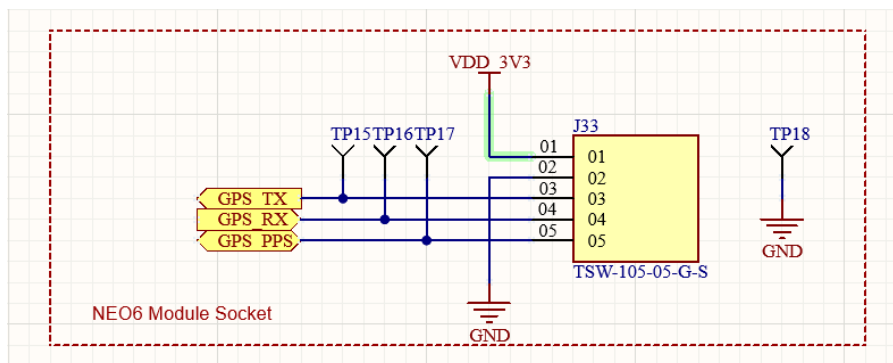 VDD_3V3
TP15 TP16 TP17
J33
TP18
01 01
02 02
GPS_TX 03 03
GPS_RX 04 04
GPS_PPS 05 05
TSW-105-05-G-S
GND
NEO6 Module Socket
GND